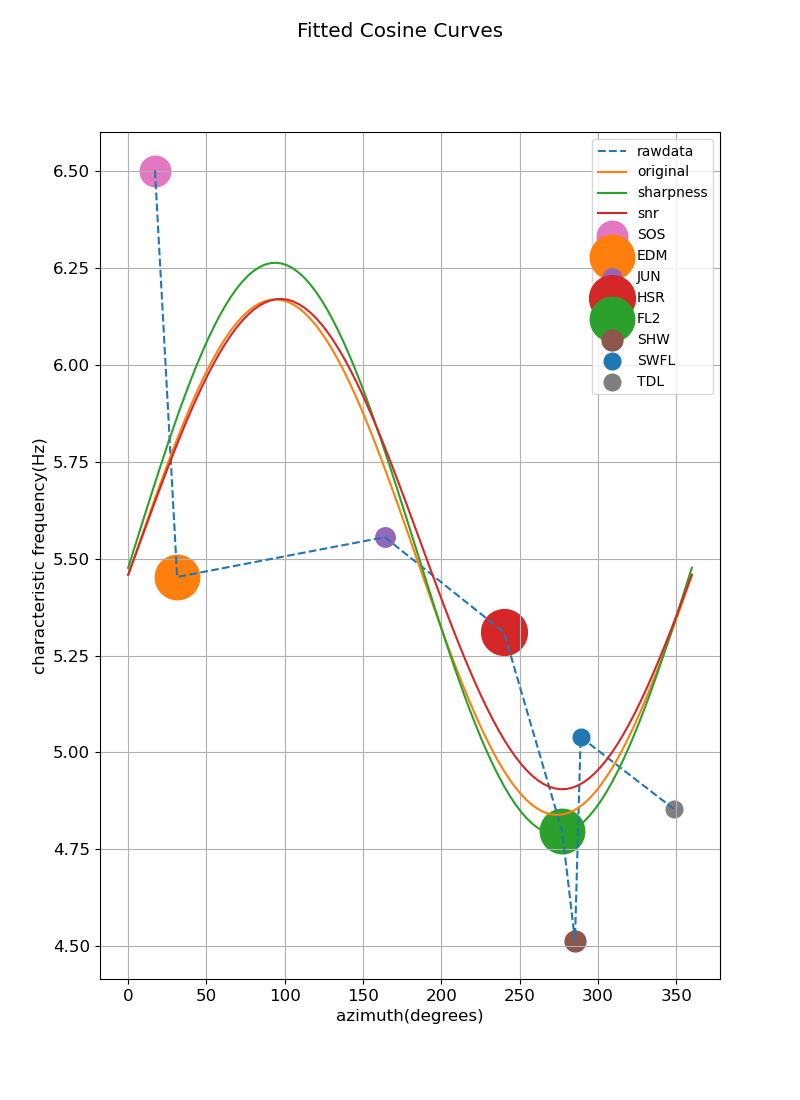 Fitted Cosine Curves
rawdata
original
sharpness
snr
SOS
EDM
JUN
HSR
FL2
SHW
SWFL
TDL
characteristic frequency(Hz)
6.50
6.25
6.00
5.75
5.50
5.25
5.00
4.75
4.50
0 50 100 150 200 250 300 350
azimuth(degrees)